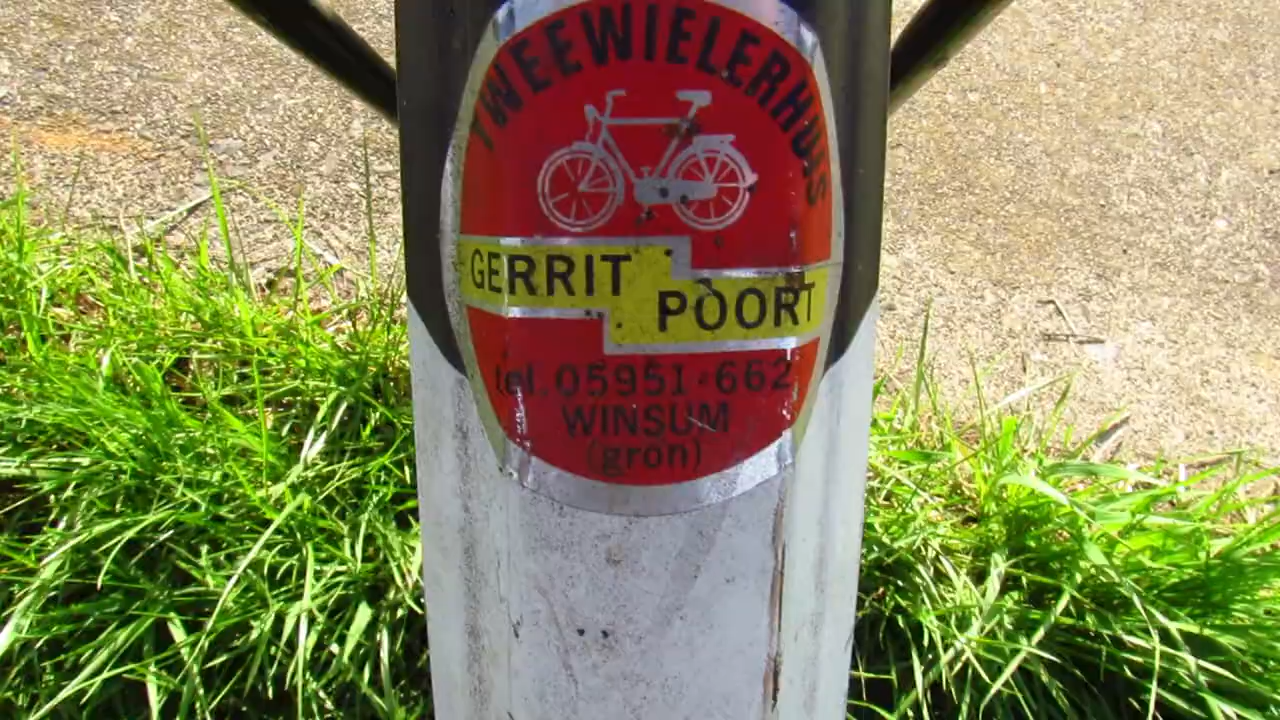 TWEEWIELERHUIS
GERRIT
POORT
tel.05951-662
WINSUM
(gron)